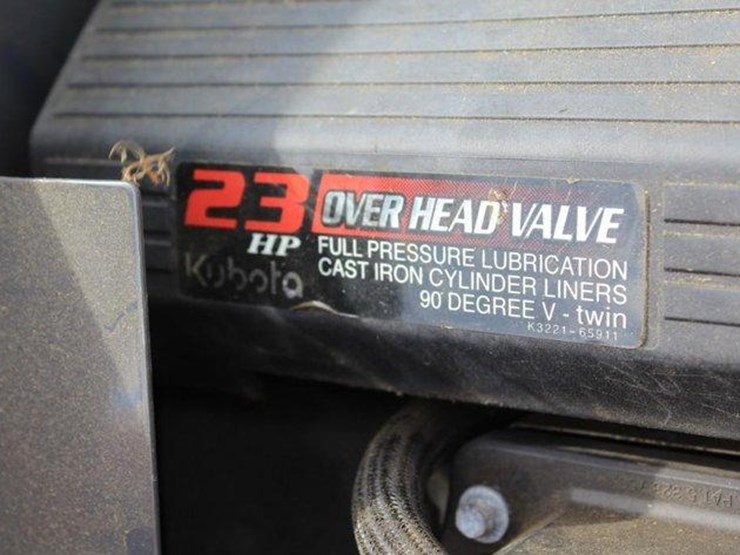 23 OVER HEAD VALVE
HP FULL PRESSURE LUBRICATION
Kubota CAST IRON CYLINDER LINERS
90° DEGREE V - twin
K3221-65911